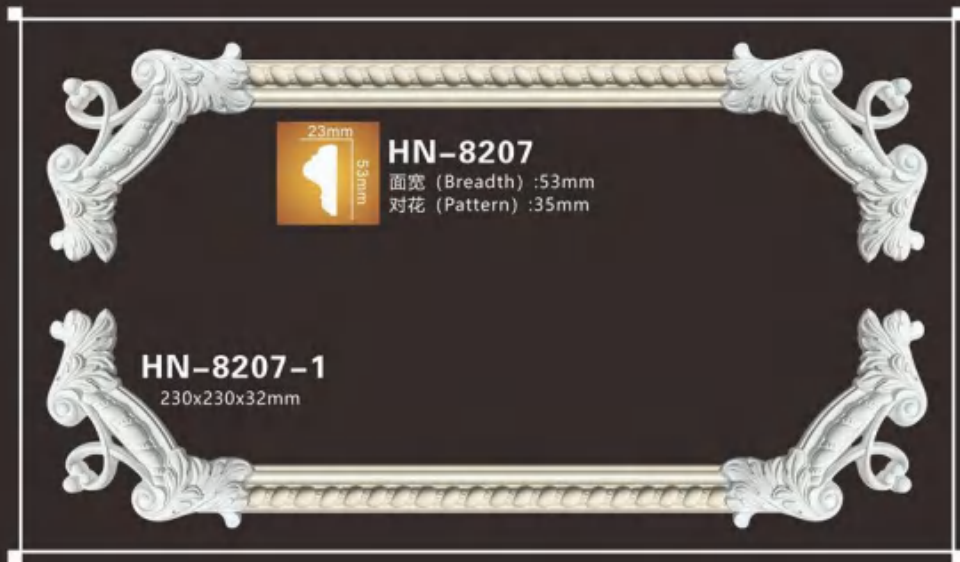 23mm
53mm
HN-8207
面宽 (Breadth) :53mm
对花 (Pattern) :35mm
HN-8207-1
230x230x32mm